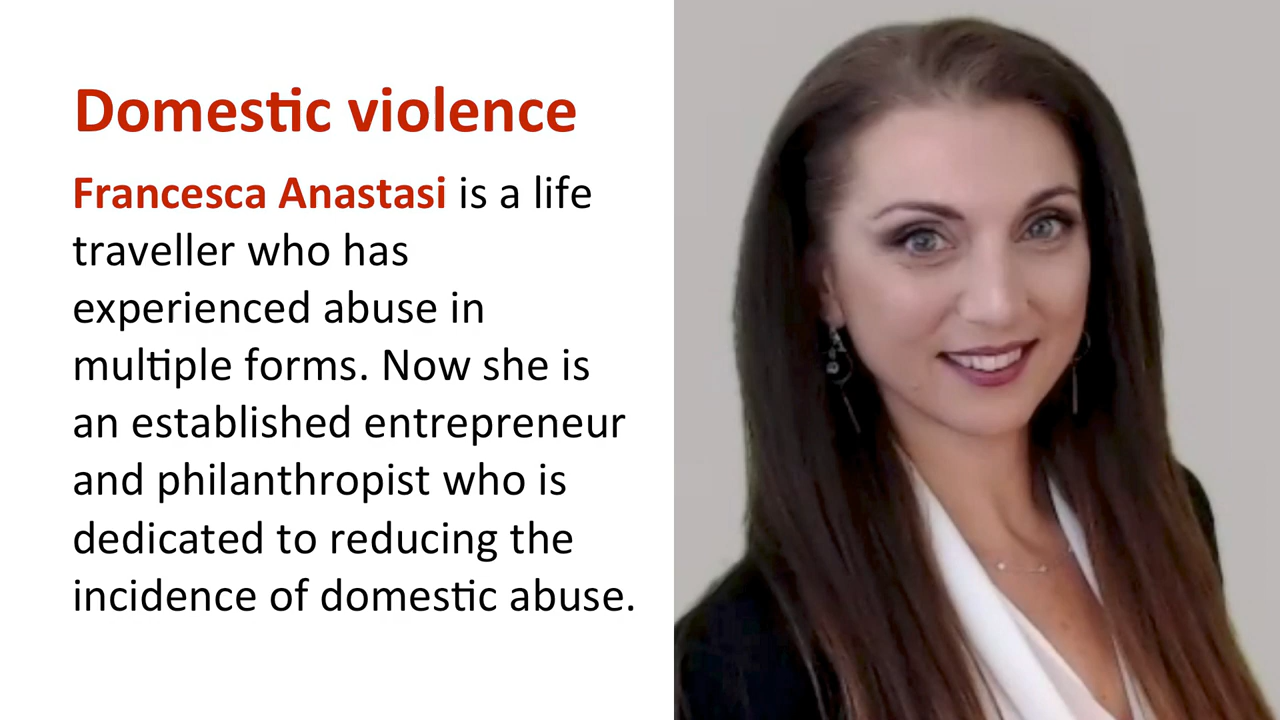 Domestic violence
Francesca Anastasi is a life
traveller who has
experienced abuse in
multiple forms. Now she is
an established entrepreneur
and philanthropist who is
dedicated to reducing the
incidence of domestic abuse.